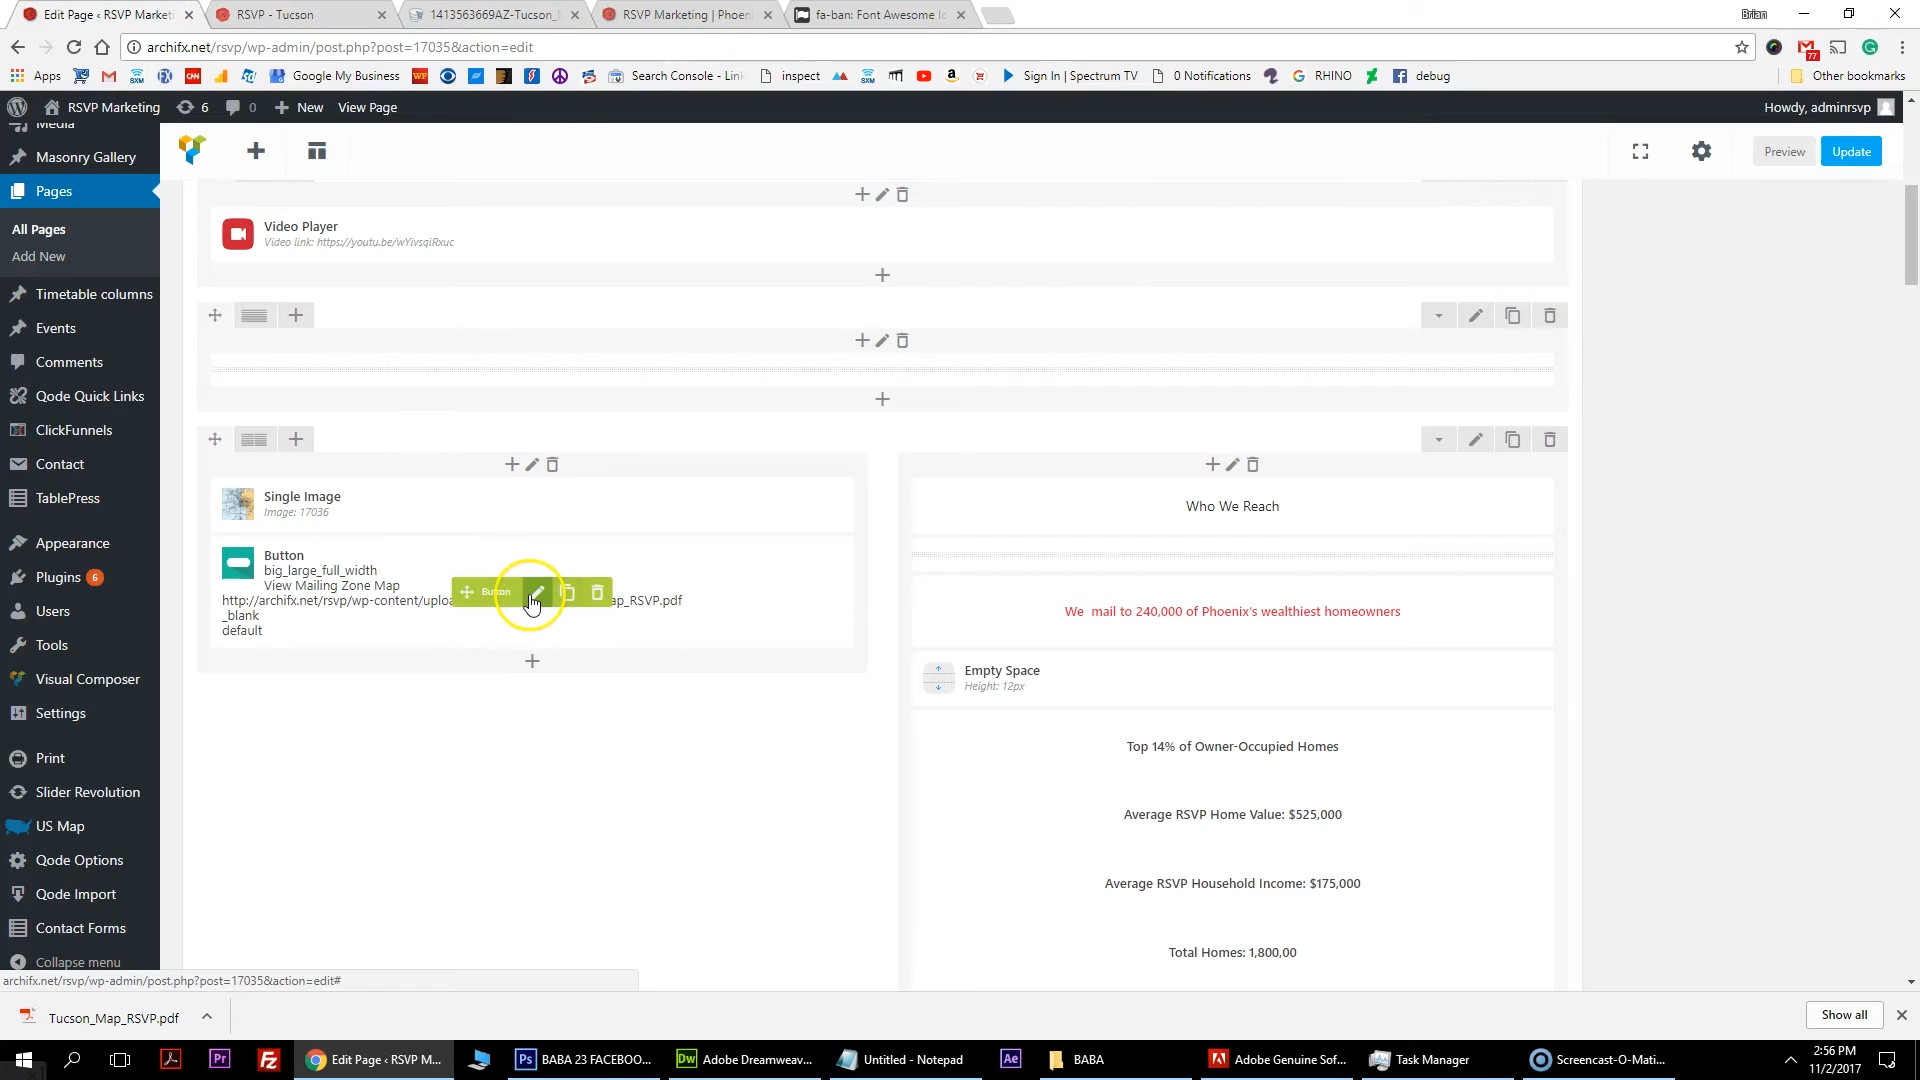 Edit Page ‹ RSVP Marketi
RSVP - Tucson
1413563669AZ-Tucson_
RSVP Marketing | Phoeni
fa-ban: Font Awesome Ic
Brian
archifx.net/rsvp/wp-admin/post.php?post=17035&action=edit
77
Apps
Google My Business
Search Console - Link
inspect
Sign In | Spectrum TV
0 Notifications
RHINO
debug
Other bookmarks
RSVP Marketing
6
0
New
View Page
Howdy, adminrsvp
Media
Masonry Gallery
Pages
All Pages
Add New
Timetable columns
Events
Comments
Qode Quick Links
ClickFunnels
Contact
TablePress
Appearance
Plugins 6
Users
Tools
Visual Composer
Settings
Print
Slider Revolution
US Map
Qode Options
Qode Import
Contact Forms
Collapse menu
Preview
Update
Video Player
Video link: https://youtu.be/wYivsqiRxuc
Single Image
Image: 17036
Button
big_large_full_width
View Mailing Zone Map
http://archifx.net/rsvp/wp-content/uploa
ap_RSVP.pdf
_blank
default
Button
Who We Reach
We mail to 240,000 of Phoenix's wealthiest homeowners
Empty Space
Height: 12px
Top 14% of Owner-Occupied Homes
Average RSVP Home Value: $525,000
Average RSVP Household Income: $175,000
Total Homes: 1,800,00
archifx.net/rsvp/wp-admin/post.php?post=17035&action=edit#
Tucson_Map_RSVP.pdf
Show all
Edit Page ‹ RSVP M...
BABA 23 FACEBOO...
Adobe Dreamweav...
Untitled - Notepad
BABA
Adobe Genuine Sof...
Task Manager
Screencast-O-Mati...
2:56 PM
11/2/2017